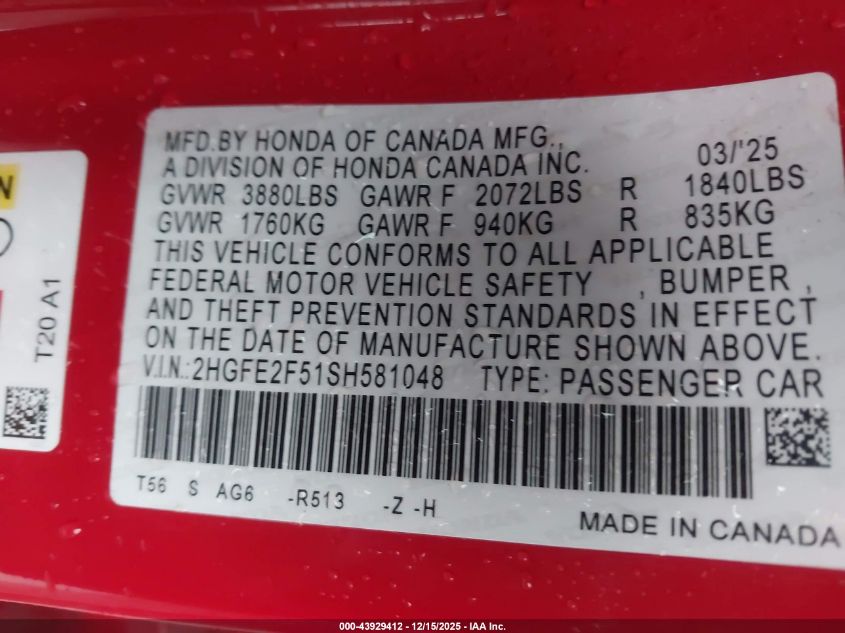 MFD.BY HONDA OF CANADA MFG.,
A DIVISION OF HONDA CANADA INC. 03/'25
GVWR 3880LBS GAWR F 2072LBS R 1840LBS
GVWR 1760KG GAWR F 940KG R 835KG
THIS VEHICLE CONFORMS TO ALL APPLICABLE
FEDERAL MOTOR VEHICLE SAFETY , BUMPER ,
AND THEFT PREVENTION STANDARDS IN EFFECT
ON THE DATE OF MANUFACTURE SHOWN ABOVE.
V.I.N.:2HGFE2F51SH581048 TYPE: PASSENGER CAR
T56 S AG6 -R513 -Z -H
MADE IN CANADA
T20 A1
N
000-43929412 - 12/15/2025 - IAA Inc.